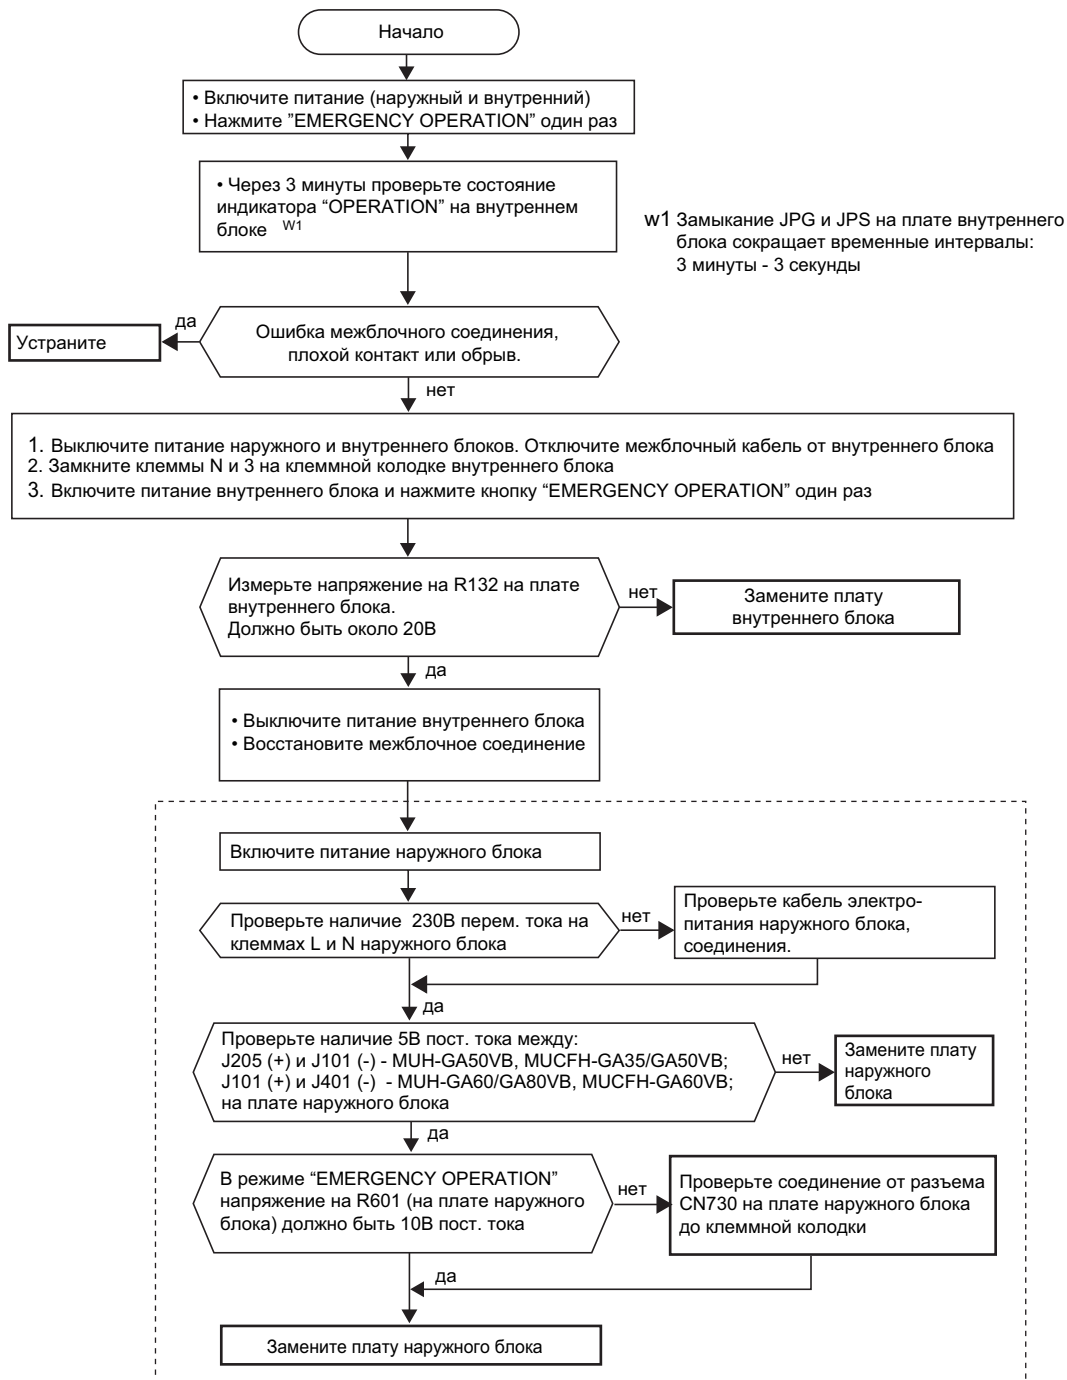 Начало
• Включите питание (наружный и внутренний)
• Нажмите ”EMERGENCY OPERATION” один раз
• Через 3 минуты проверьте состояние
индикатора “OPERATION” на внутреннем
блоке W1
w1 Замыкание JPG и JPS на плате внутреннего
блока сокращает временные интервалы:
3 минуты - 3 секунды
Ошибка межблочного соединения,
плохой контакт или обрыв.
да
Устраните
нет
1. Выключите питание наружного и внутреннего блоков. Отключите межблочный кабель от внутреннего блока
2. Замкните клеммы N и 3 на клеммной колодке внутреннего блока
3. Включите питание внутреннего блока и нажмите кнопку “EMERGENCY OPERATION” один раз
Измерьте напряжение на R132 на плате
внутреннего блока.
Должно быть около 20В
нет
Замените плату
внутреннего блока
да
• Выключите питание внутреннего блока
• Восстановите межблочное соединение
Включите питание наружного блока
Проверьте наличие 230В перем. тока на
клеммах L и N наружного блока
нет
Проверьте кабель электро-
питания наружного блока,
соединения.
да
Проверьте наличие 5В пост. тока между:
J205 (+) и J101 (-) - MUH-GA50VB, MUCFH-GA35/GA50VB;
J101 (+) и J401 (-) - MUH-GA60/GA80VB, MUCFH-GA60VB;
на плате наружного блока
нет
Замените плату
наружного
блока
да
В режиме “EMERGENCY OPERATION”
напряжение на R601 (на плате наружного
блока) должно быть 10В пост. тока
нет
Проверьте соединение от разъема
CN730 на плате наружного блока
до клеммной колодки
да
Замените плату наружного блока